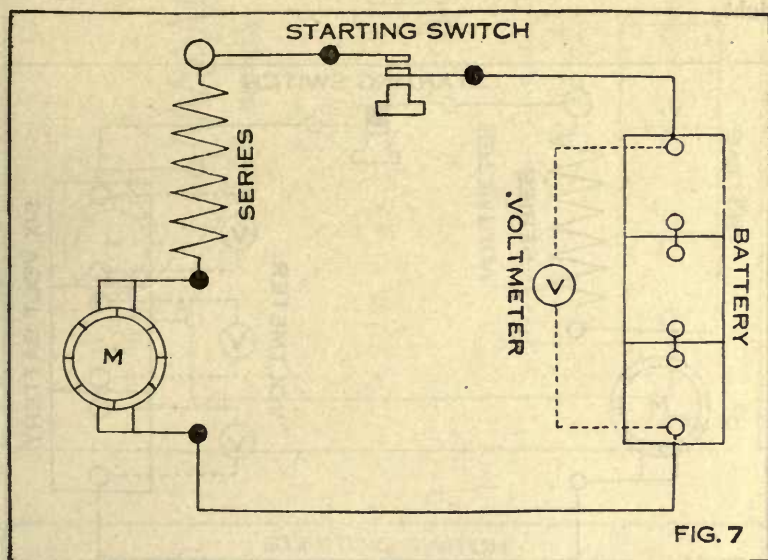 STARTING SWITCH
SERIES
.VOLTMETER
V
BATTERY
M
FIG. 7